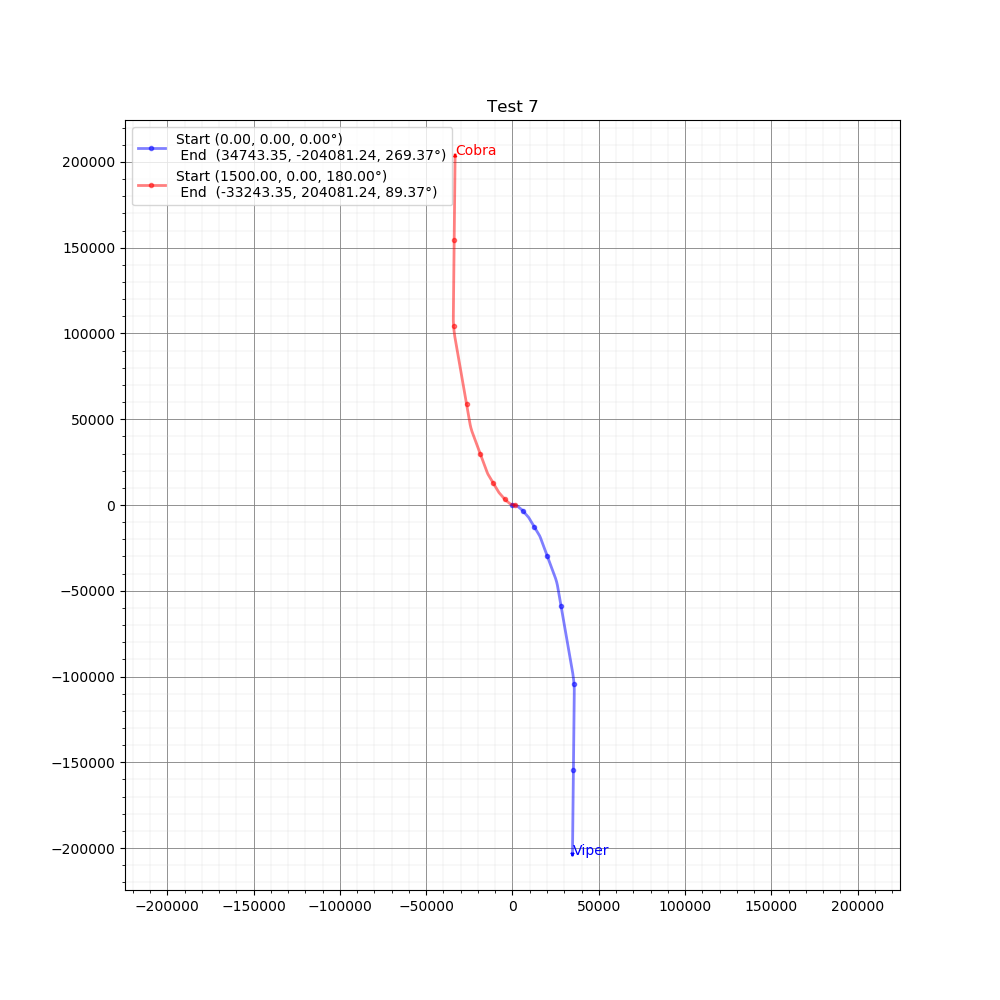 Test 7
Start (0.00, 0.00, 0.00°)
End  (34743.35, -204081.24, 269.37°)
Start (1500.00, 0.00, 180.00°)
End  (-33243.35, 204081.24, 89.37°)
Cobra
200000
150000
100000
50000
0
−50000
−100000
−150000
−200000
Viper
−200000 −150000 −100000 −50000 0 50000 100000 150000 200000